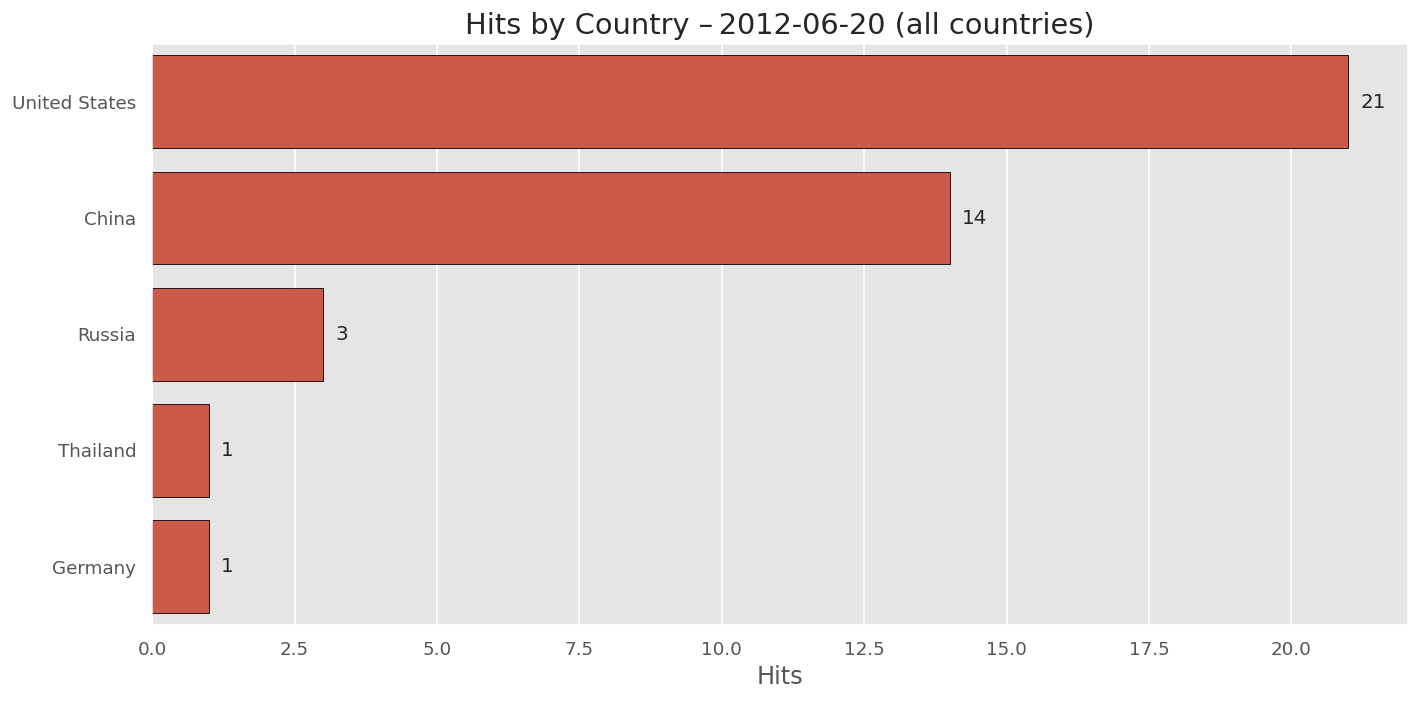 Hits by Country – 2012-06-20 (all countries)
United States 21
China 14
Russia 3
Thailand 1
Germany 1
0.0 2.5 5.0 7.5 10.0 12.5 15.0 17.5 20.0
Hits